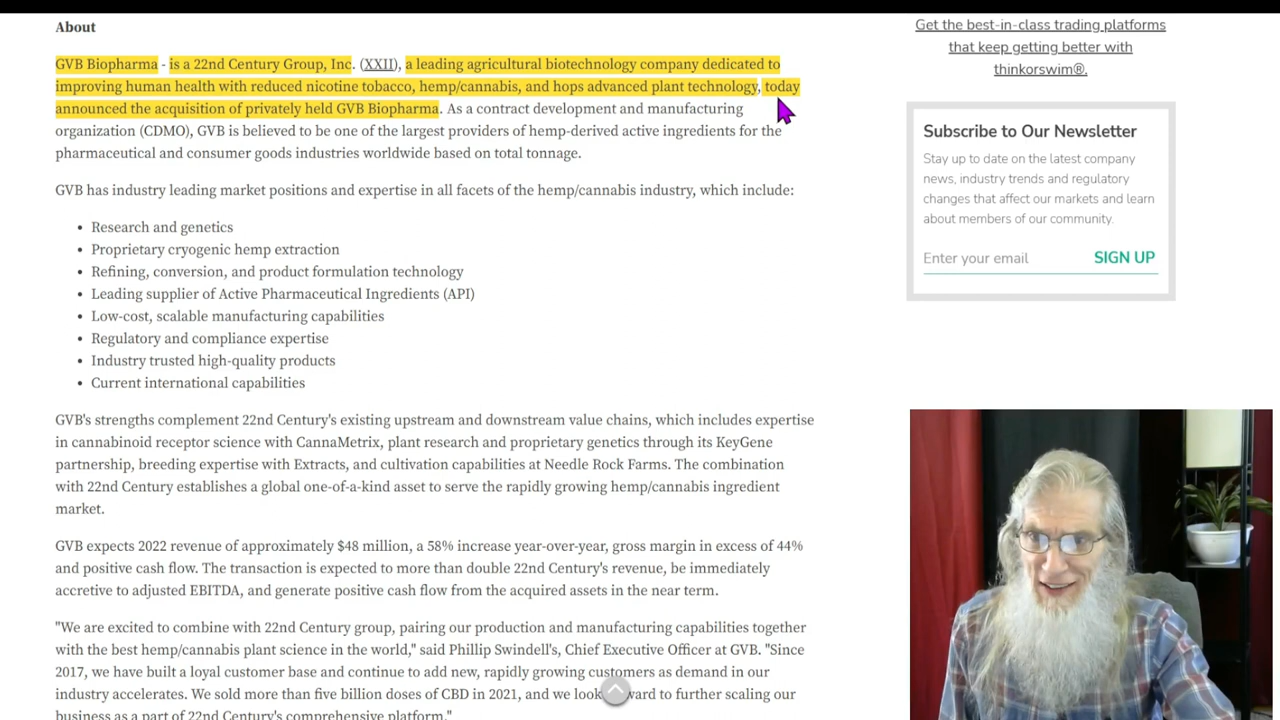 About
GVB Biopharma - is a 22nd Century Group, Inc. (XXII), a leading agricultural biotechnology company dedicated to
improving human health with reduced nicotine tobacco, hemp/cannabis, and hops advanced plant technology, today
announced the acquisition of privately held GVB Biopharma. As a contract development and manufacturing
organization (CDMO), GVB is believed to be one of the largest providers of hemp-derived active ingredients for the
pharmaceutical and consumer goods industries worldwide based on total tonnage.
GVB has industry leading market positions and expertise in all facets of the hemp/cannabis industry, which include:
• Research and genetics
• Proprietary cryogenic hemp extraction
• Refining, conversion, and product formulation technology
• Leading supplier of Active Pharmaceutical Ingredients (API)
• Low-cost, scalable manufacturing capabilities
• Regulatory and compliance expertise
• Industry trusted high-quality products
• Current international capabilities
GVB's strengths complement 22nd Century's existing upstream and downstream value chains, which includes expertise
in cannabinoid receptor science with CannaMetrix, plant research and proprietary genetics through its KeyGene
partnership, breeding expertise with Extracts, and cultivation capabilities at Needle Rock Farms. The combination
with 22nd Century establishes a global one-of-a-kind asset to serve the rapidly growing hemp/cannabis ingredient
market.
GVB expects 2022 revenue of approximately $48 million, a 58% increase year-over-year, gross margin in excess of 44%
and positive cash flow. The transaction is expected to more than double 22nd Century's revenue, be immediately
accretive to adjusted EBITDA, and generate positive cash flow from the acquired assets in the near term.
"We are excited to combine with 22nd Century group, pairing our production and manufacturing capabilities together
with the best hemp/cannabis plant science in the world," said Phillip Swindell's, Chief Executive Officer at GVB. "Since
2017, we have built a loyal customer base and continue to add new, rapidly growing customers as demand in our
industry accelerates. We sold more than five billion doses of CBD in 2021, and we look ward to further scaling our
business as a part of 22nd Century's comprehensive platform."
Get the best-in-class trading platforms
that keep getting better with
thinkorswim®.
Subscribe to Our Newsletter
Stay up to date on the latest company
news, industry trends and regulatory
changes that affect our markets and learn
about members of our community.
Enter your email SIGN UP